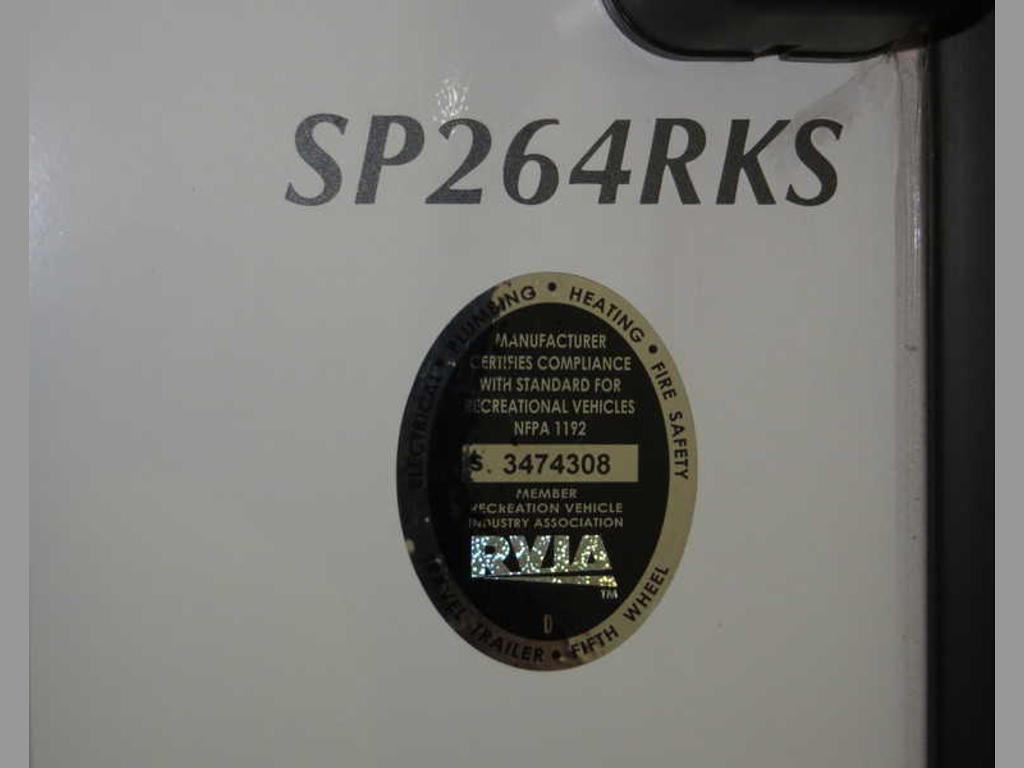 SP264RKS
ELECTRICAL • PLUMBING • HEATING • FIRE SAFETY
MANUFACTURER
CERTIFIES COMPLIANCE
WITH STANDARD FOR
RECREATIONAL VEHICLES
NFPA 1192
S. 3474308
MEMBER
RECREATION VEHICLE
INDUSTRY ASSOCIATION
RVIA
TM
D
TRAVEL TRAILER • FIFTH WHEEL